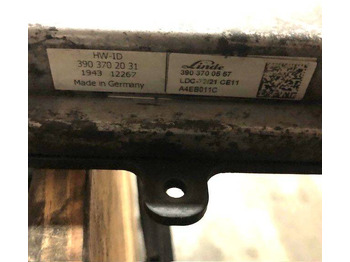 HW-ID
390 370 20 31
1943 12267
Made in Germany
Linde
390 370 06 67
A4EB011C